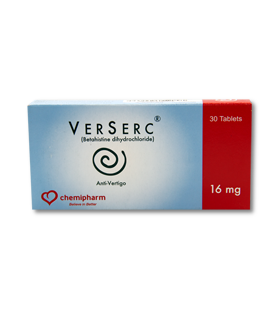 VERSERC®
30 Tablets
(Betahistine dihydrochloride)
Anti-Vertigo
16 mg
chemipharm